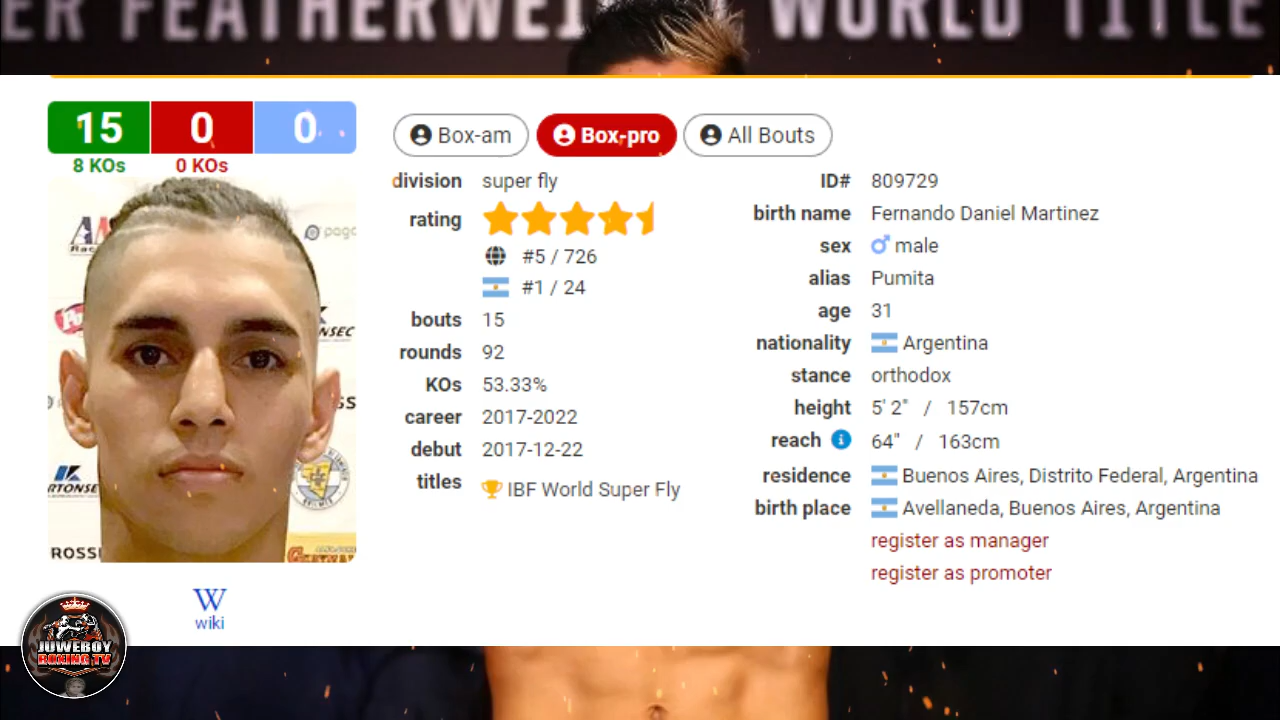 ER FEATHERWEI
WORLD TITLE
15 0 0
8 KOs 0 KOs
Box-am Box-pro All Bouts
division super fly
rating
#5 / 726
#1 / 24
bouts 15
rounds 92
KOs 53.33%
career 2017-2022
debut 2017-12-22
titles IBF World Super Fly
ID# 809729
birth name Fernando Daniel Martinez
sex male
alias Pumita
age 31
nationality Argentina
stance orthodox
height 5' 2" / 157cm
reach 64" / 163cm
residence Buenos Aires, Distrito Federal, Argentina
birth place Avellaneda, Buenos Aires, Argentina
register as manager
register as promoter
pago
NSEC
RTONSE
ROSSI
W
wiki
JUWEBOY
BOXING TV